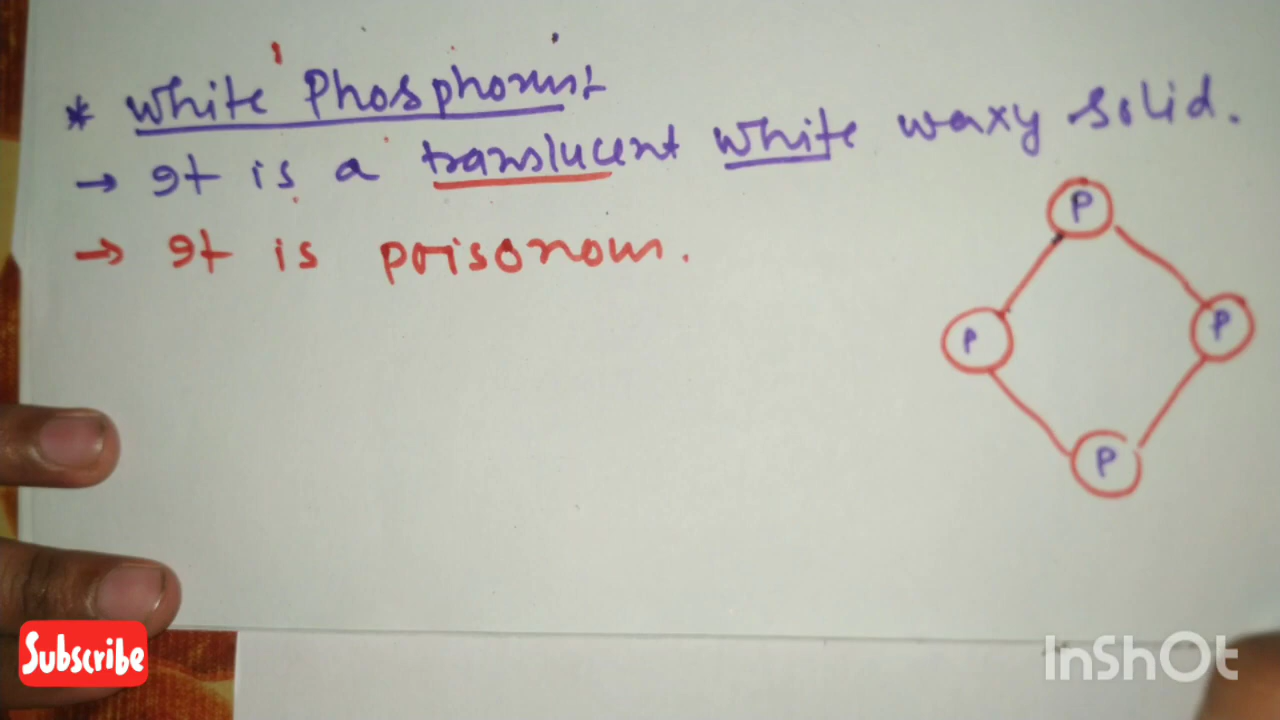 * White Phosphorus
→ It is a translucent white waxy solid.
→ It is poisonous.
P
P
P
P
Subscribe
InShOt